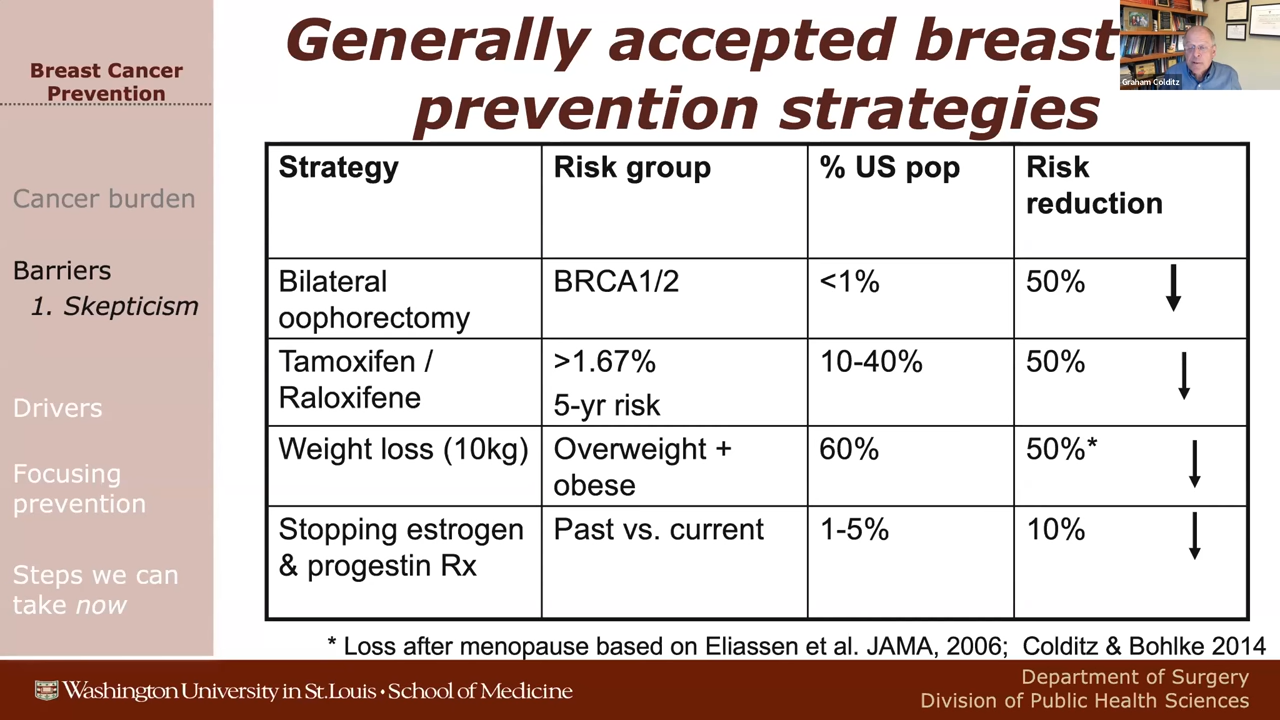 Generally accepted breast
prevention strategies
Graham Colditz
Breast Cancer
Prevention
Cancer burden
Barriers
1. Skepticism
Drivers
Focusing
prevention
Steps we can
take now
Strategy Risk group % US pop Risk
reduction
Bilateral
oophorectomy BRCA1/2 <1% 50%
Tamoxifen /
Raloxifene >1.67%
5-yr risk 10-40% 50%
Weight loss (10kg) Overweight +
obese 60% 50%*
Stopping estrogen
& progestin Rx Past vs. current 1-5% 10%
* Loss after menopause based on Eliassen et al. JAMA, 2006; Colditz & Bohlke 2014
Washington University in St. Louis • School of Medicine
Department of Surgery
Division of Public Health Sciences